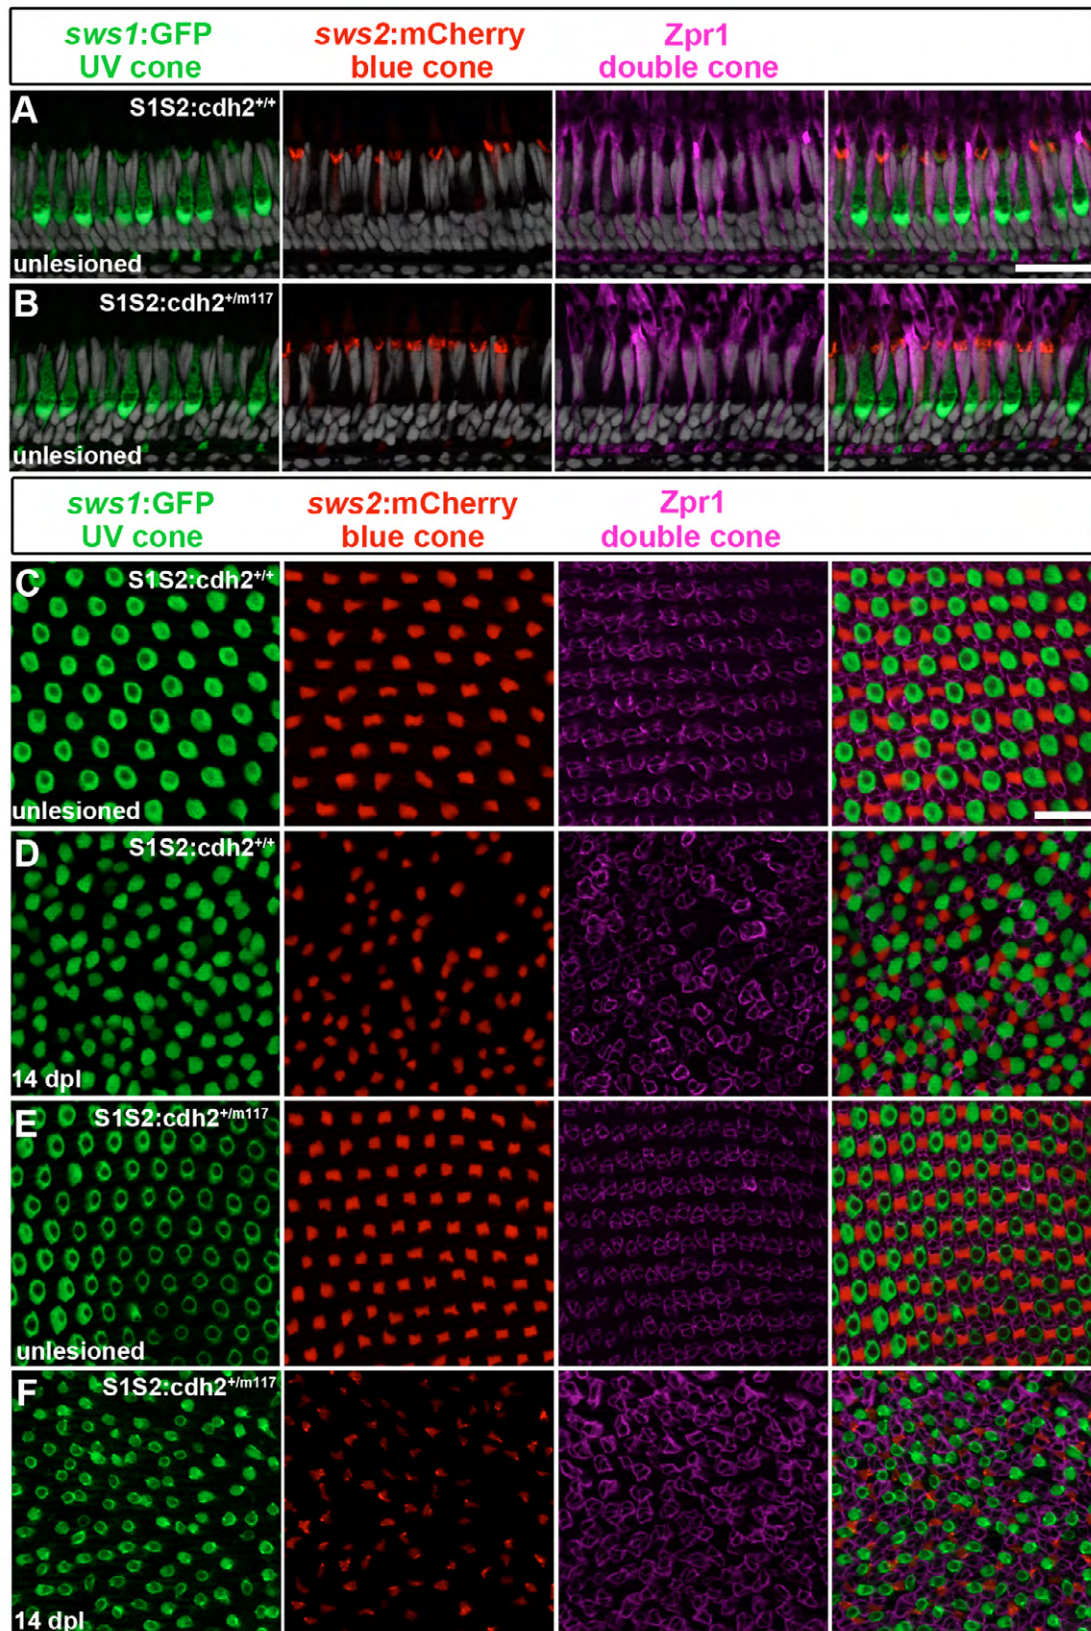 sws1:GFP sws2:mCherry Zpr1
UV cone blue cone double cone
A S1S2:cdh2+/+
unlesioned
B S1S2:cdh2+/m117
unlesioned
sws1:GFP sws2:mCherry Zpr1
UV cone blue cone double cone
C S1S2:cdh2+/+
unlesioned
D S1S2:cdh2+/+
14 dpl
E S1S2:cdh2+/m117
unlesioned
F S1S2:cdh2+/m117
14 dpl